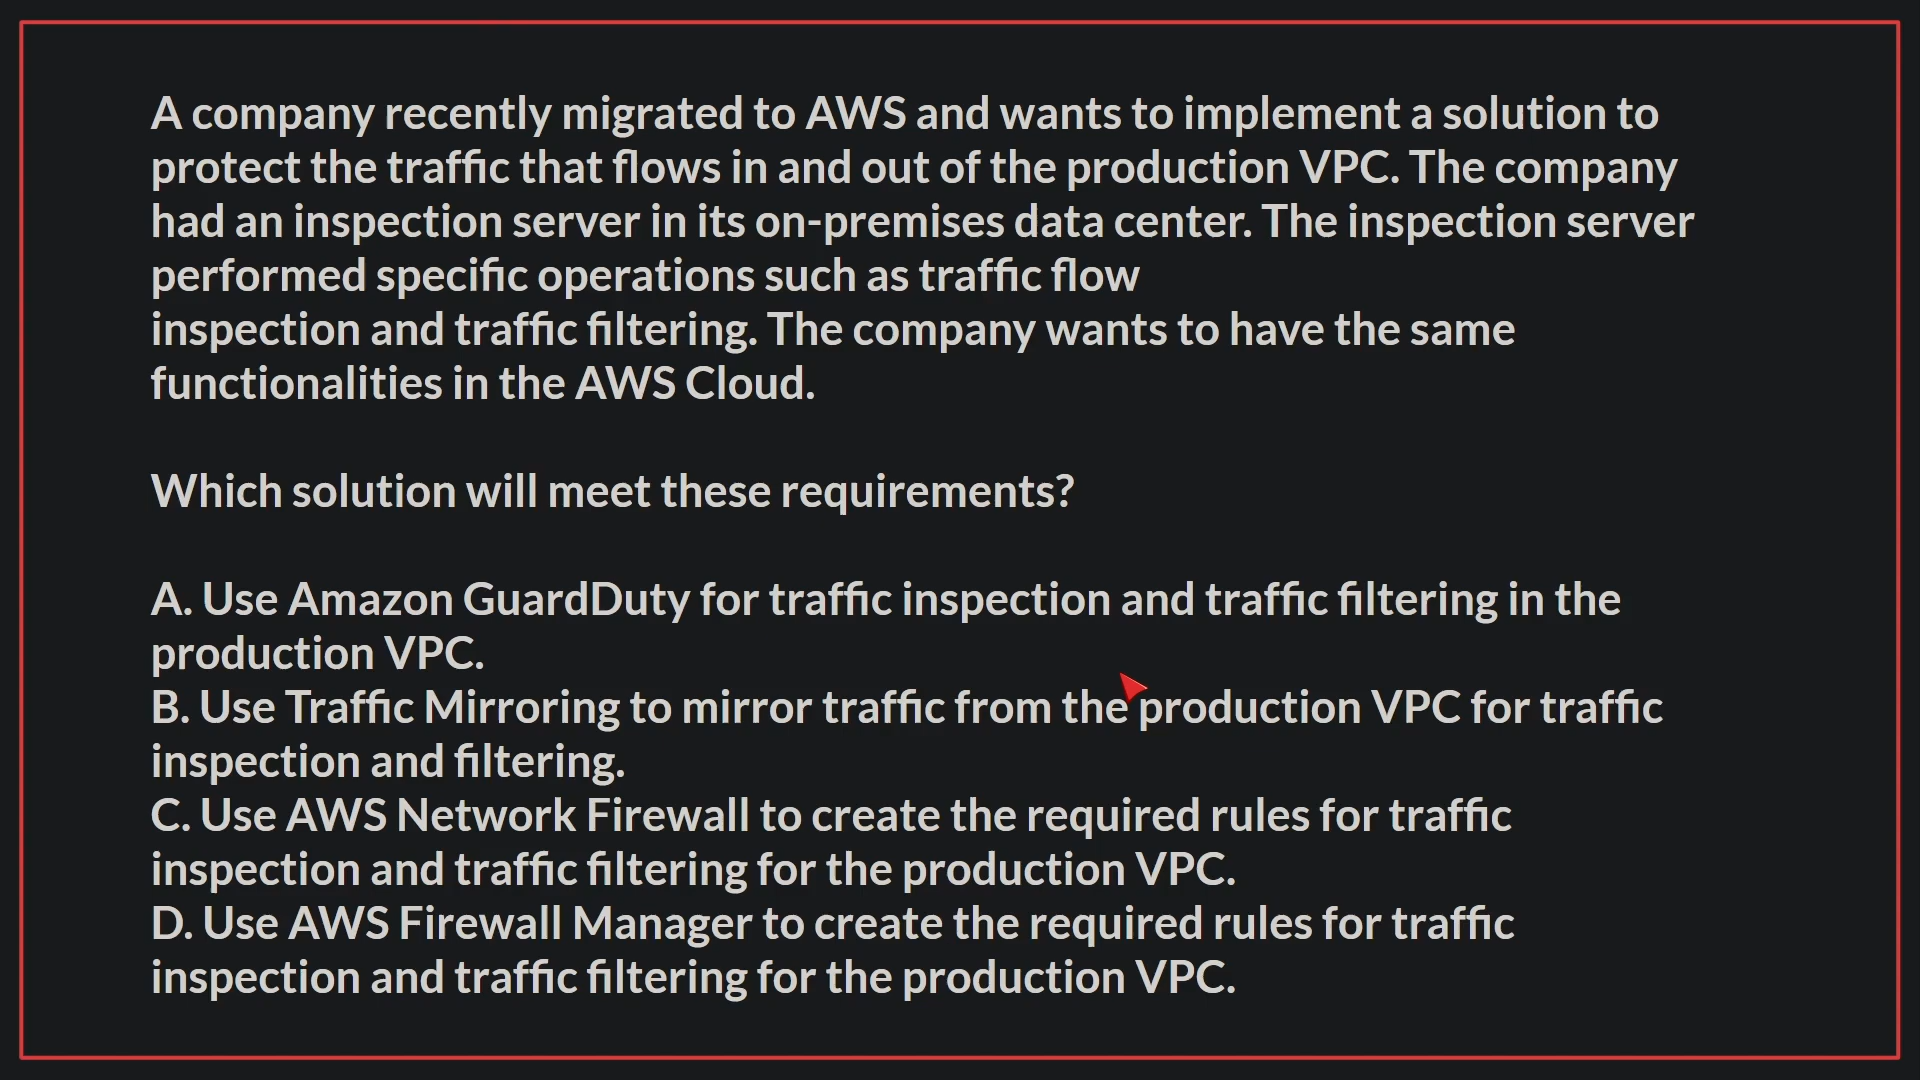 A company recently migrated to AWS and wants to implement a solution to
protect the traffic that flows in and out of the production VPC. The company
had an inspection server in its on-premises data center. The inspection server
performed specific operations such as traffic flow
inspection and traffic filtering. The company wants to have the same
functionalities in the AWS Cloud.
Which solution will meet these requirements?
A. Use Amazon GuardDuty for traffic inspection and traffic filtering in the
production VPC.
B. Use Traffic Mirroring to mirror traffic from the production VPC for traffic
inspection and filtering.
C. Use AWS Network Firewall to create the required rules for traffic
inspection and traffic filtering for the production VPC.
D. Use AWS Firewall Manager to create the required rules for traffic
inspection and traffic filtering for the production VPC.